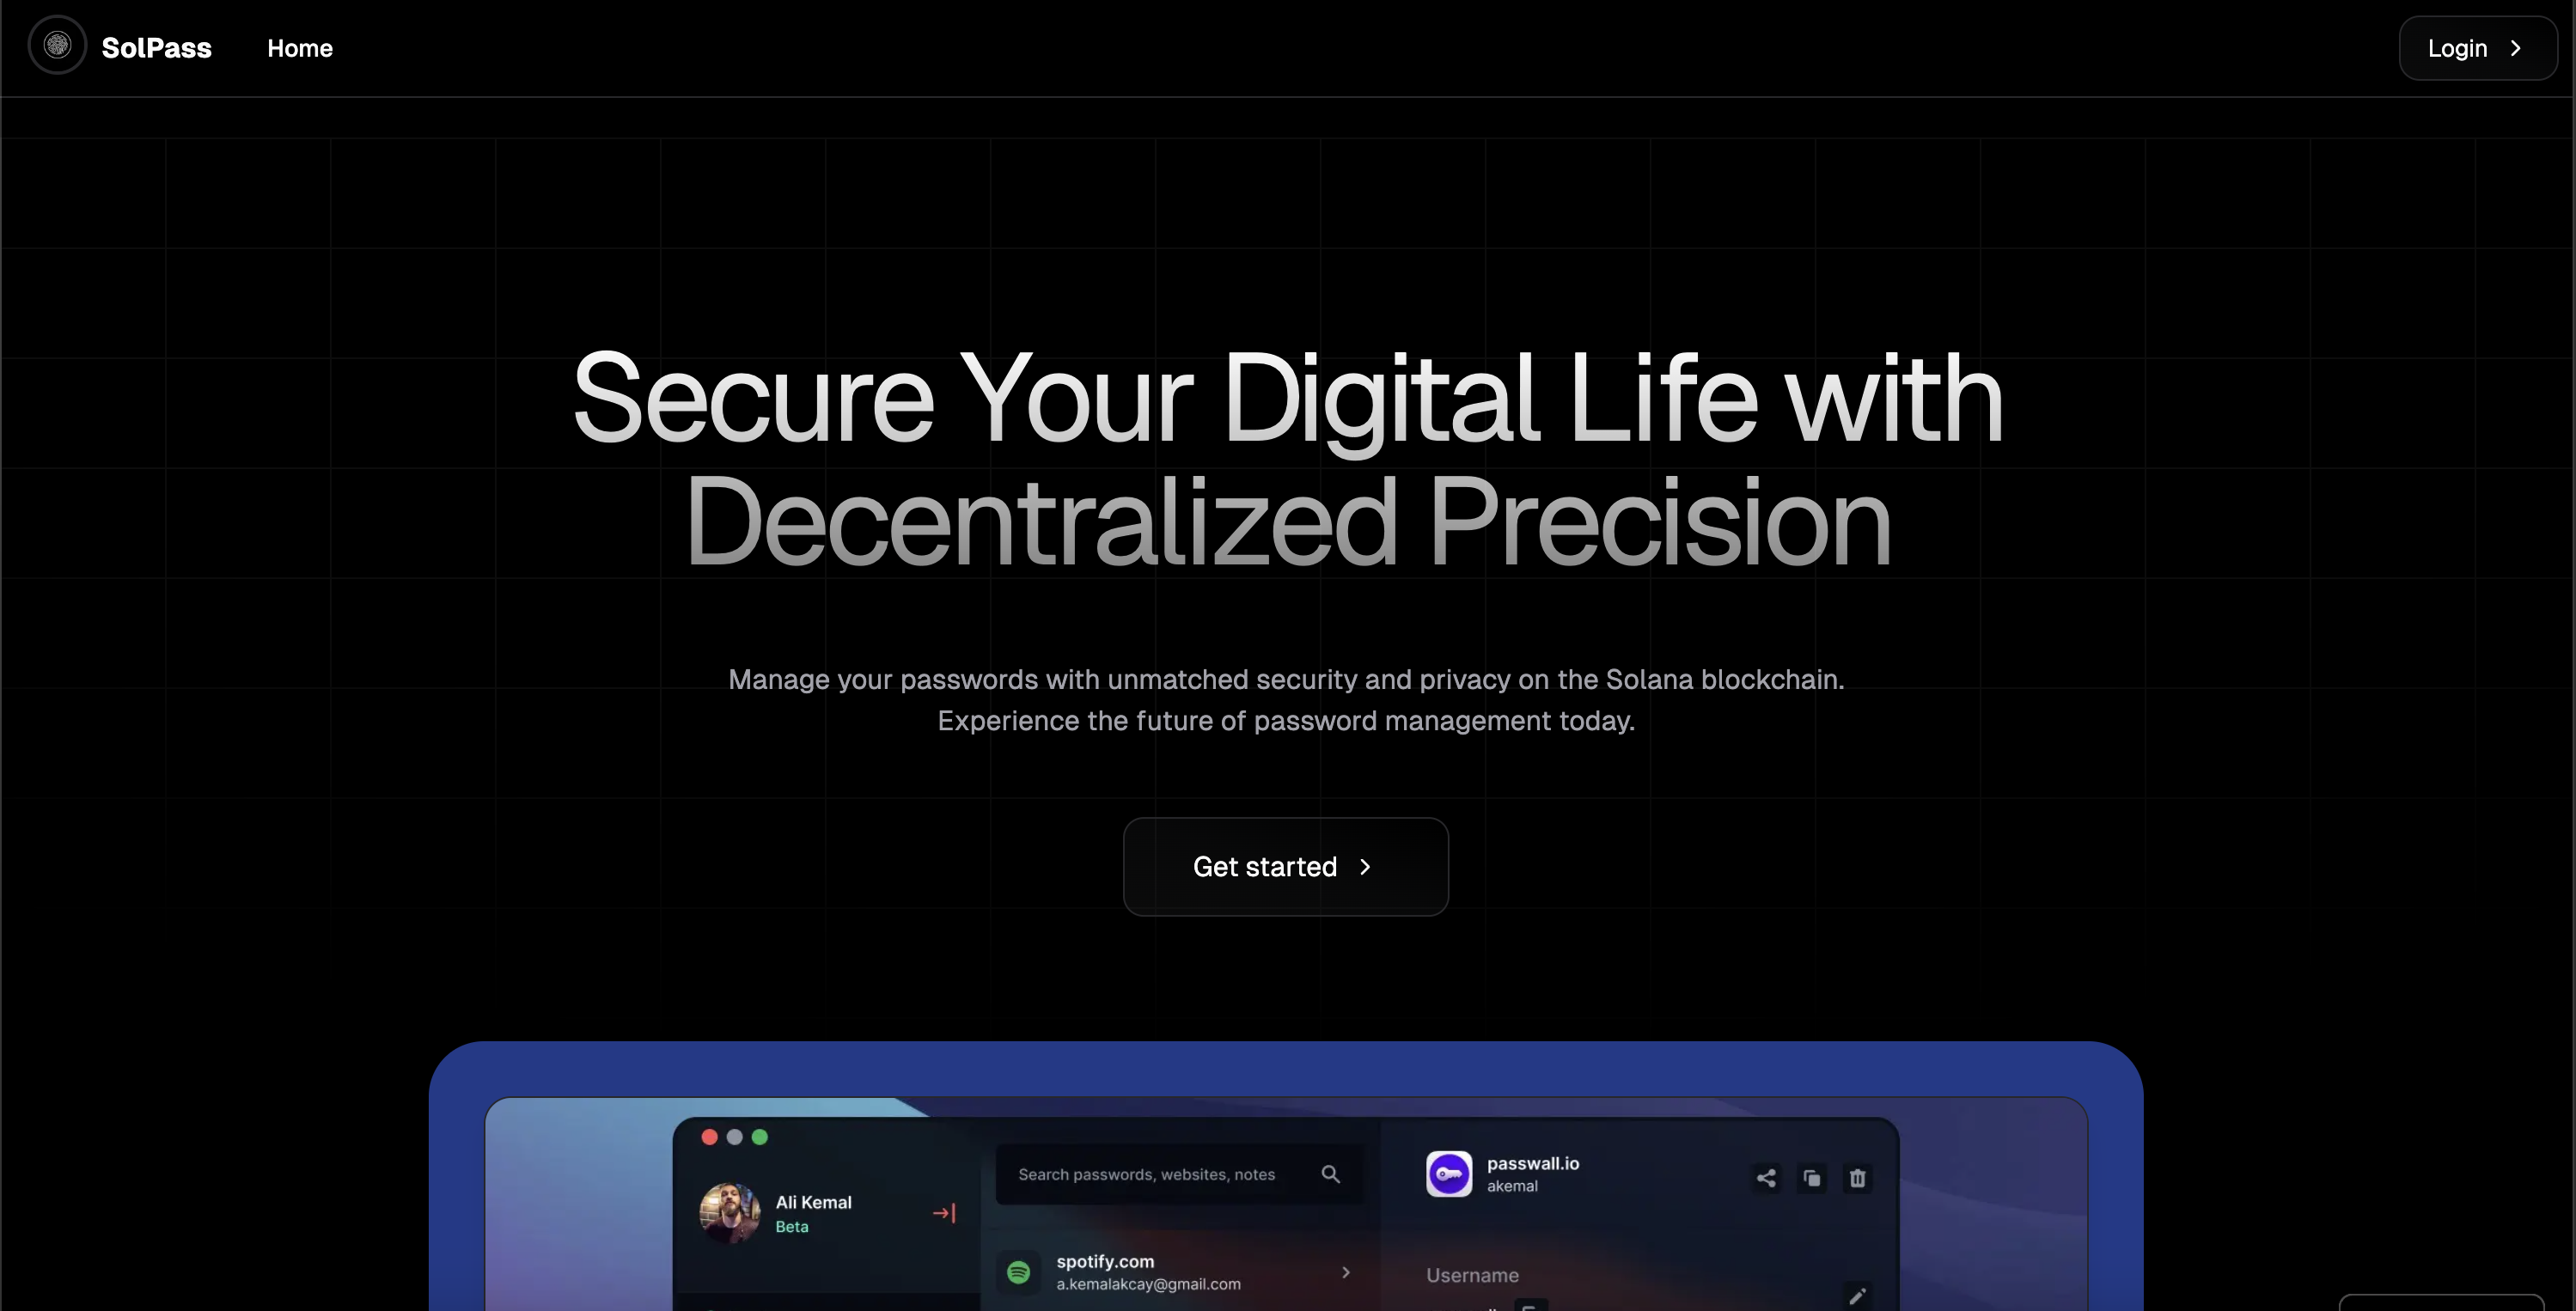 SolPass
Home
Login
Secure Your Digital Life with
Decentralized Precision
Manage your passwords with unmatched security and privacy on the Solana blockchain.
Experience the future of password management today.
Get started
Ali Kemal
Beta
Search passwords, websites, notes
spotify.com
a.kemalakcay@gmail.com
passwall.io
akemal
Username